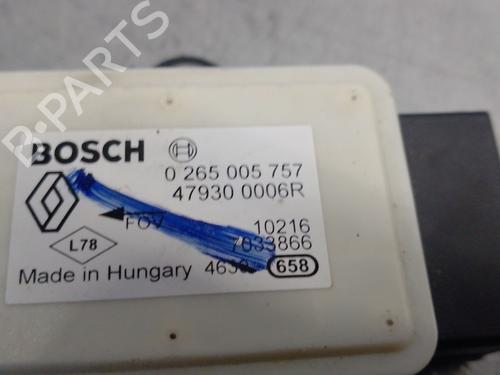 B-PARTS
BOSCH
0 265 005 757
47930 0006R
FOV
10216
L78
7033866
Made in Hungary
658